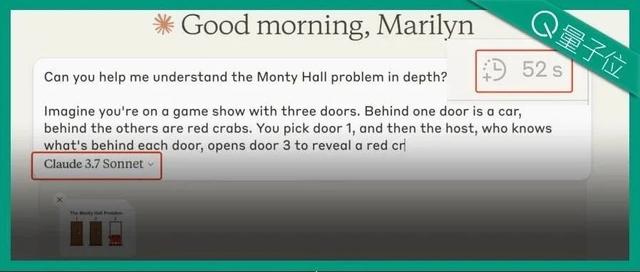 量子位
Good morning, Marilyn
52 s
Can you help me understand the Monty Hall problem in depth?
Imagine you're on a game show with three doors. Behind one door is a car,
behind the others are red crabs. You pick door 1, and then the host, who knows
what's behind each door, opens door 3 to reveal a red cr
Claude 3.7 Sonnet
The Monty Hall Problem
1 2 3